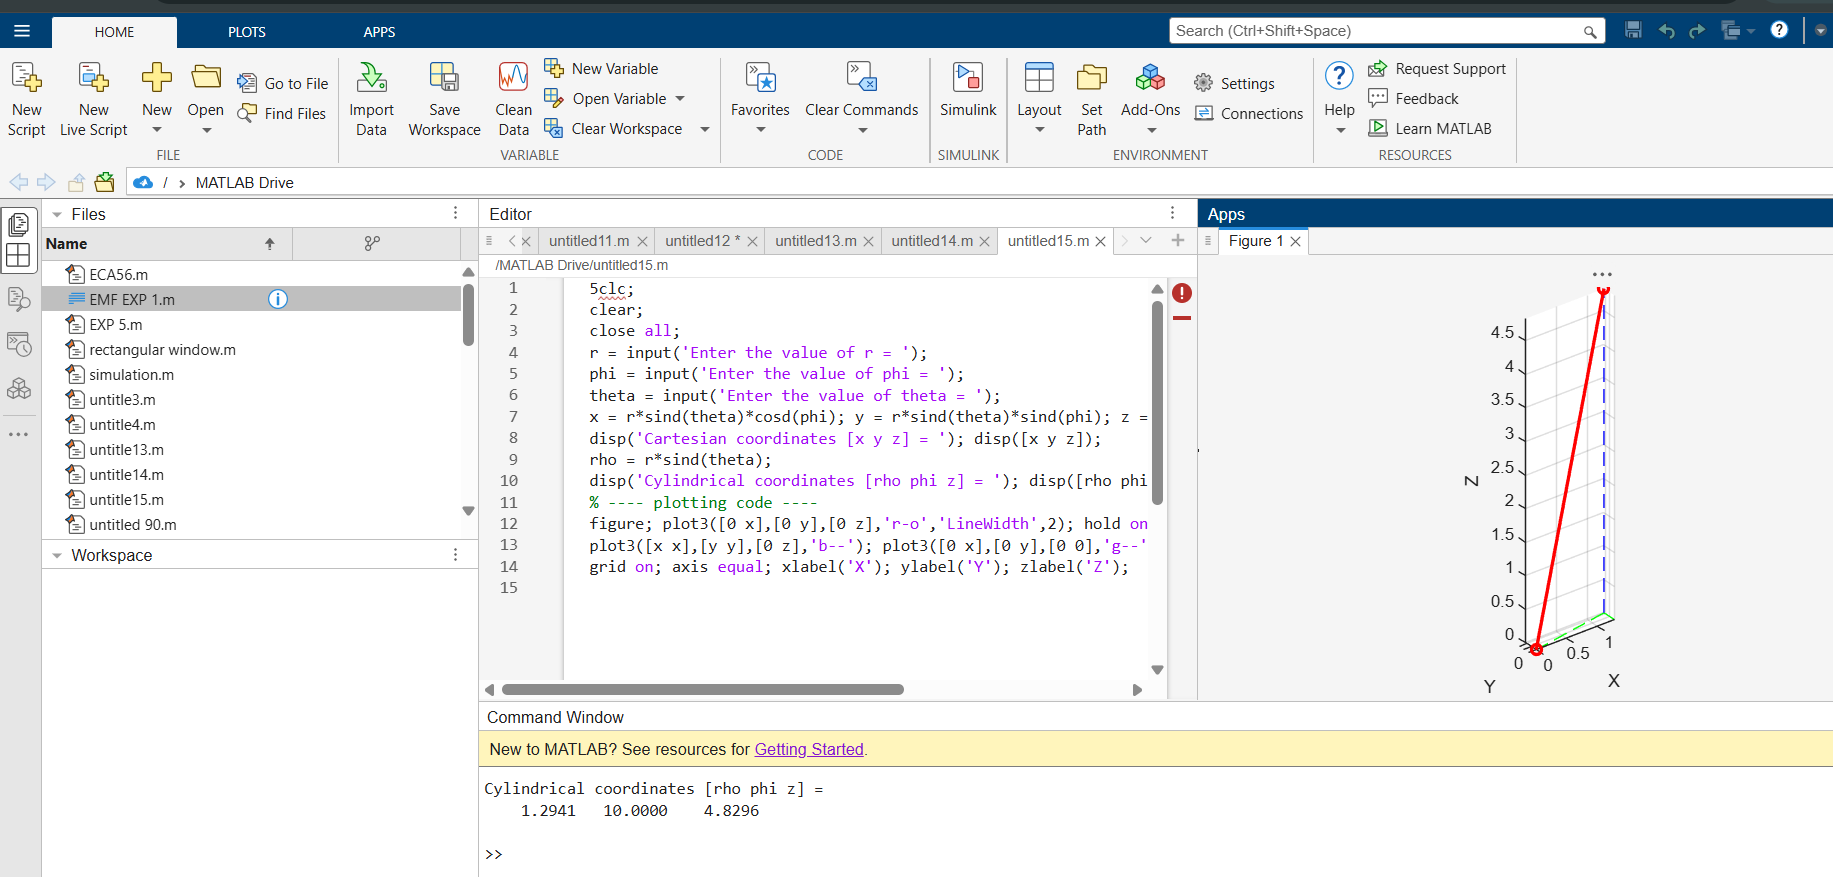 HOME PLOTS APPS
Search (Ctrl+Shift+Space)
New Script
New Live Script
New
Open
Go to File
Find Files
FILE
Import Data
Save Workspace
Clean Data
New Variable
Open Variable
Clear Workspace
VARIABLE
Favorites
Clear Commands
CODE
Simulink
SIMULINK
Layout
Set Path
Add-Ons
Settings
Connections
ENVIRONMENT
Help
Request Support
Feedback
Learn MATLAB
RESOURCES
/ › MATLAB Drive
Files
Name
ECA56.m
EMF EXP 1.m
EXP 5.m
rectangular window.m
simulation.m
untitle3.m
untitle4.m
untitle13.m
untitle14.m
untitle15.m
untitled 90.m
Workspace
Editor
untitled11.m untitled12 * untitled13.m untitled14.m untitled15.m
/MATLAB Drive/untitled15.m
1 5clc;
2 clear;
3 close all;
4 r = input('Enter the value of r = ');
5 phi = input('Enter the value of phi = ');
6 theta = input('Enter the value of theta = ');
7 x = r*sind(theta)*cosd(phi); y = r*sind(theta)*sind(phi); z =
8 disp('Cartesian coordinates [x y z] = '); disp([x y z]);
9 rho = r*sind(theta);
10 disp('Cylindrical coordinates [rho phi z] = '); disp([rho phi
11 % ---- plotting code ----
12 figure; plot3([0 x],[0 y],[0 z],'r-o','LineWidth',2); hold on
13 plot3([x x],[y y],[0 z],'b--'); plot3([0 x],[0 y],[0 0],'g--'
14 grid on; axis equal; xlabel('X'); ylabel('Y'); zlabel('Z');
15
Apps
Figure 1
4.5
4
3.5
3
2.5
Z
2
1.5
1
0.5
0
0 0 0.5 1
Y X
Command Window
New to MATLAB? See resources for Getting Started.
Cylindrical coordinates [rho phi z] =
1.2941 10.0000 4.8296
>>